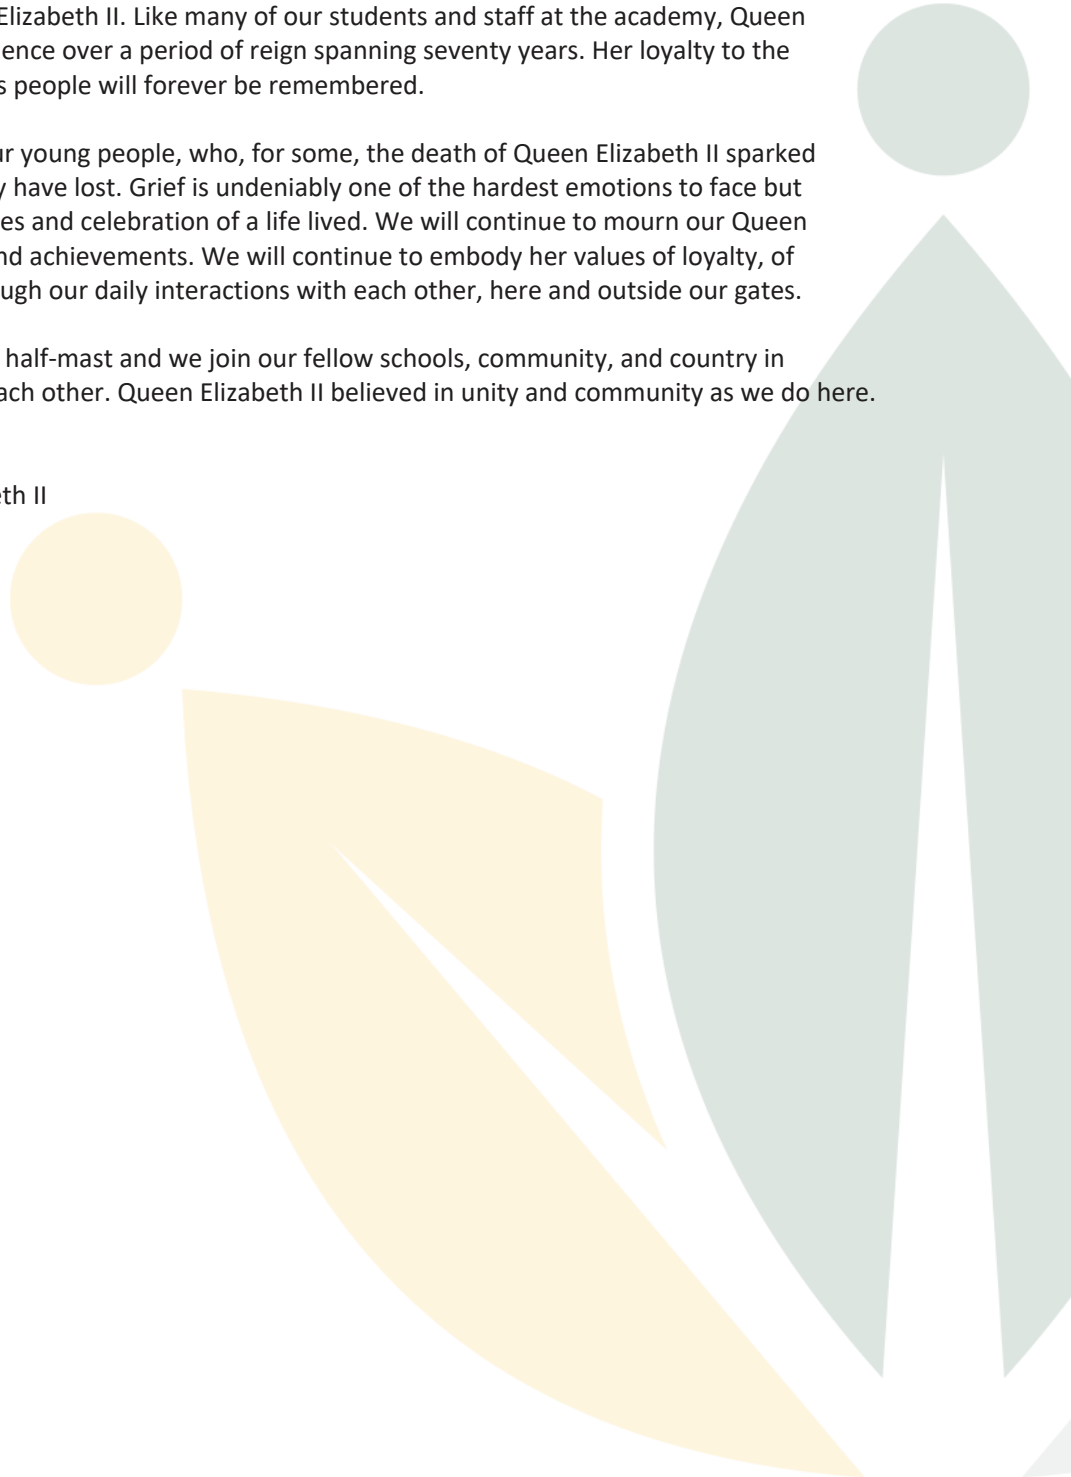 Elizabeth II. Like many of our students and staff at the academy, Queen
ence over a period of reign spanning seventy years. Her loyalty to the
s people will forever be remembered.
ur young people, who, for some, the death of Queen Elizabeth II sparked
y have lost. Grief is undeniably one of the hardest emotions to face but
es and celebration of a life lived. We will continue to mourn our Queen
nd achievements. We will continue to embody her values of loyalty, of
ugh our daily interactions with each other, here and outside our gates.
half-mast and we join our fellow schools, community, and country in
ach other. Queen Elizabeth II believed in unity and community as we do here.
eth II